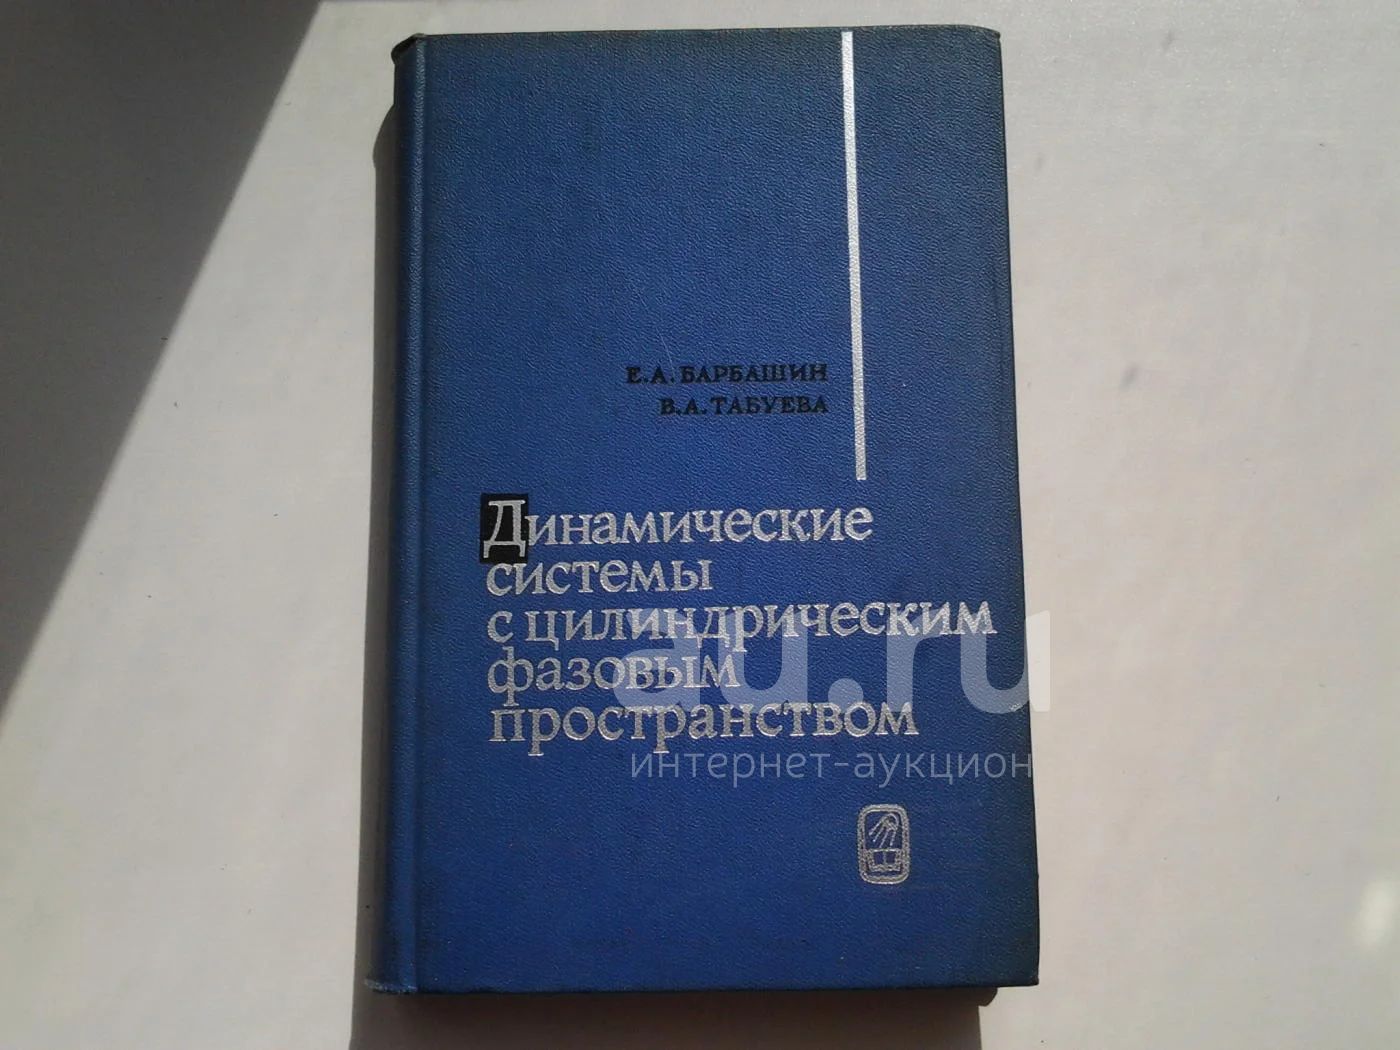 Е.А. БАРБАШИН
В.А. ТАБУЕВА
Динамические
системы
с цилиндрическим
фазовым
пространством
au.ru
интернет-аукцион